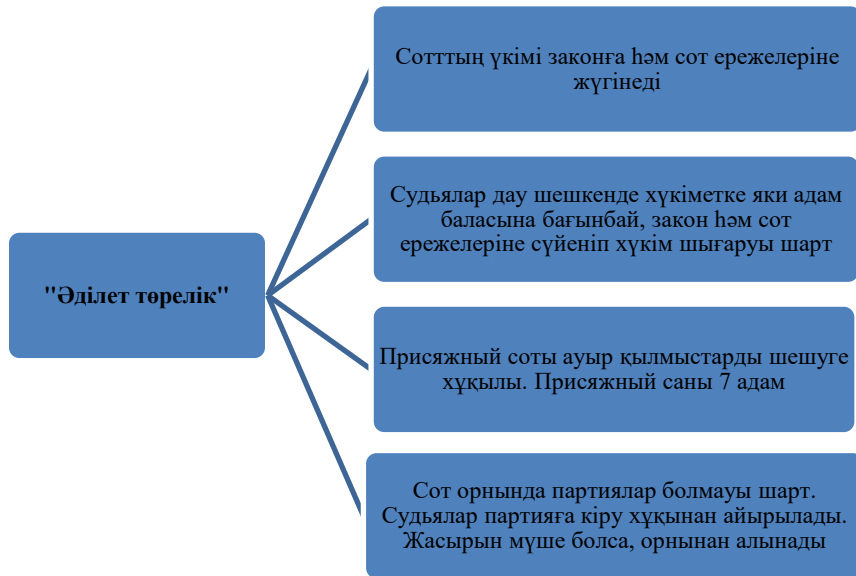 "Әділет төрелік"
Сотттың үкімі законға һәм сот ережелеріне
жүгінеді
Судьялар дау шешкенде хүкіметке яки адам
баласына бағынбай, закон һәм сот
ережелеріне сүйеніп хүкім шығаруы шарт
Присяжный соты ауыр қылмыстарды шешуге
хұқылы. Присяжный саны 7 адам
Сот орнында партиялар болмауы шарт.
Судьялар партияға кіру хұқынан айырылады.
Жасырын мүше болса, орнынан алынады